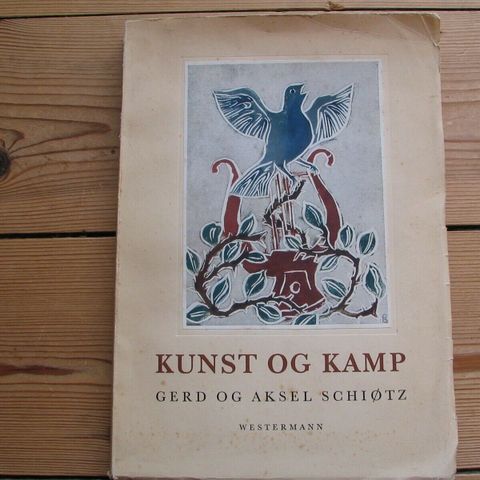 KUNST OG KAMP
GERD OG AKSEL SCHIØTZ
WESTERMANN